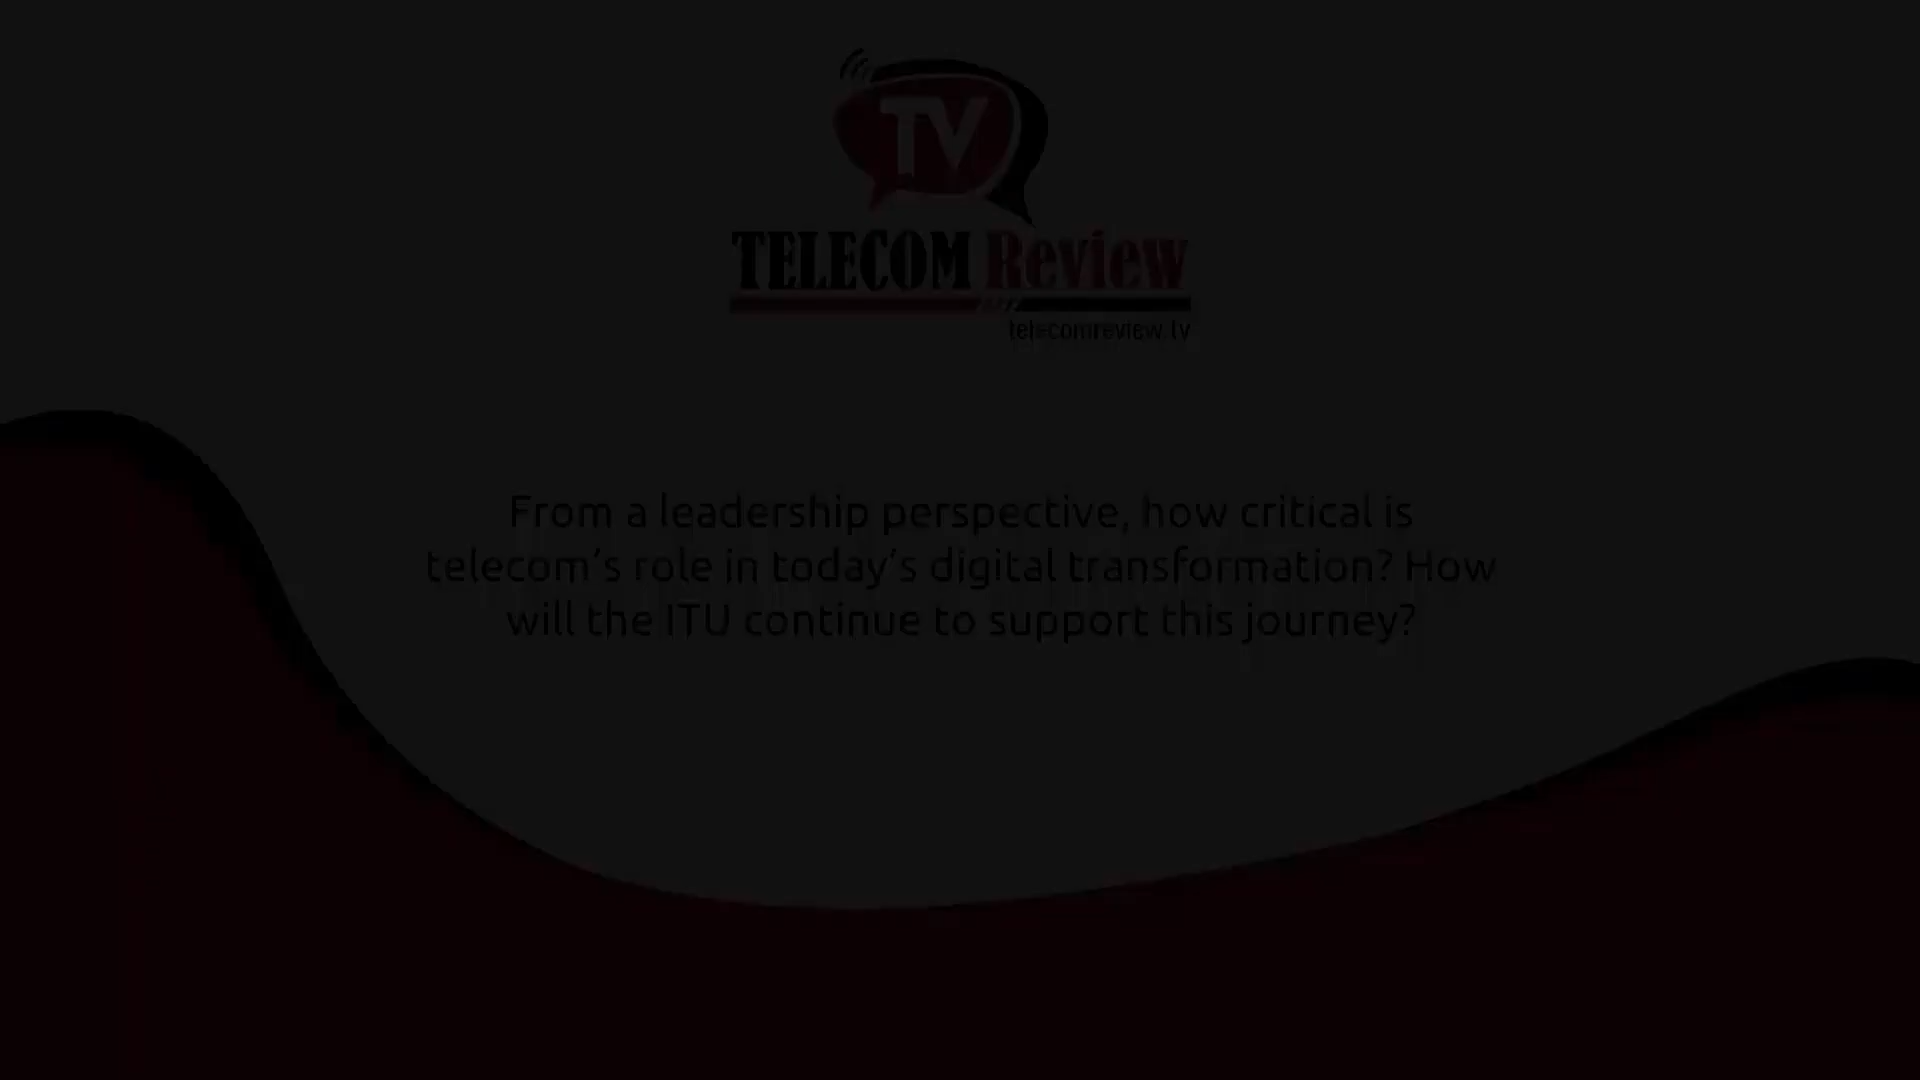 TV
TELECOM Review
telecomreview.tv
From a leadership perspective, how critical is
telecom’s role in today’s digital transformation? How
will the ITU continue to support this journey?